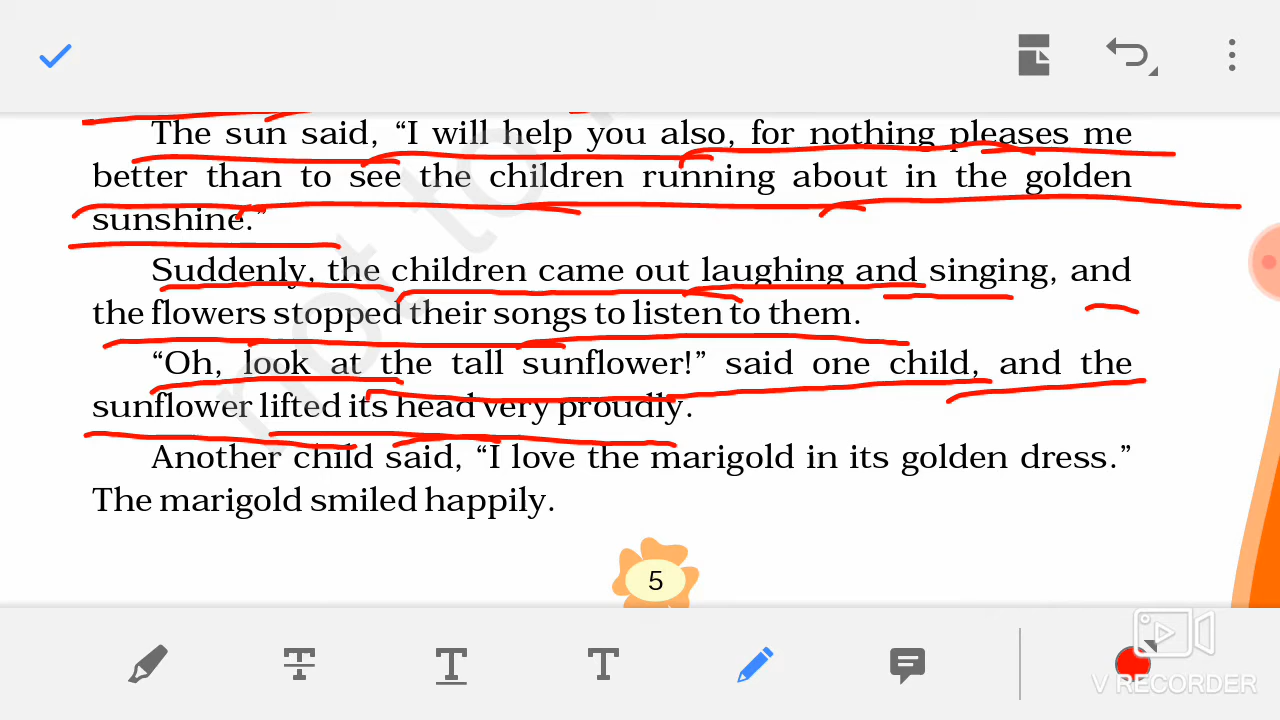 The sun said, “I will help you also, for nothing pleases me
better than to see the children running about in the golden
sunshine.”
Suddenly, the children came out laughing and singing, and
the flowers stopped their songs to listen to them.
“Oh, look at the tall sunflower!” said one child, and the
sunflower lifted its head very proudly.
Another child said, “I love the marigold in its golden dress.”
The marigold smiled happily.
5
not to
T
T
T
V RECORDER